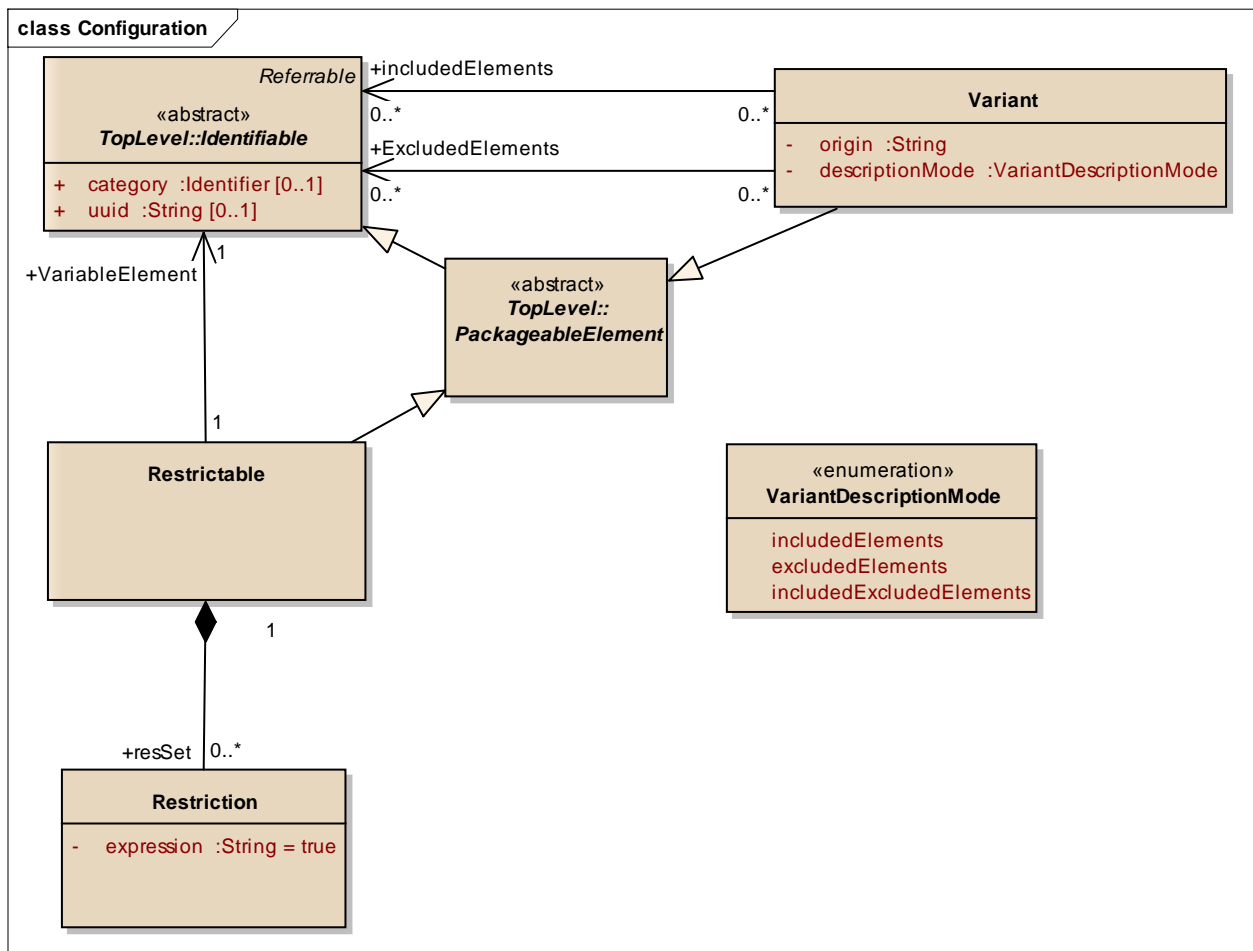 class Configuration
Referrable
«abstract»
TopLevel::Identifiable
+ category :Identifier [0..1]
+ uuid :String [0..1]
+includedElements
0..*
0..*
+ExcludedElements
0..*
0..*
Variant
- origin :String
- descriptionMode :VariantDescriptionMode
+VariableElement
1
1
«abstract»
TopLevel::
PackageableElement
Restrictable
«enumeration»
VariantDescriptionMode
includedElements
excludedElements
includedExcludedElements
1
+resSet
0..*
Restriction
- expression :String = true